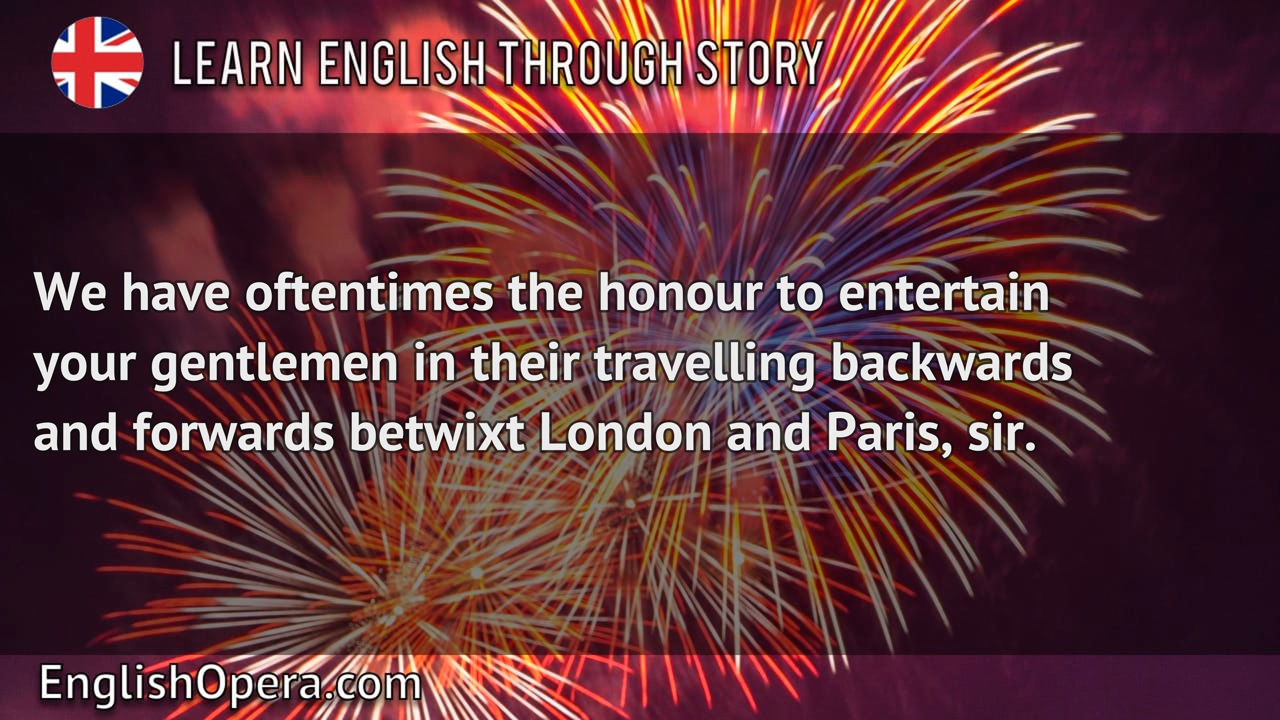 LEARN ENGLISH THROUGH STORY
We have oftentimes the honour to entertain
your gentlemen in their travelling backwards
and forwards betwixt London and Paris, sir.
EnglishOpera.com